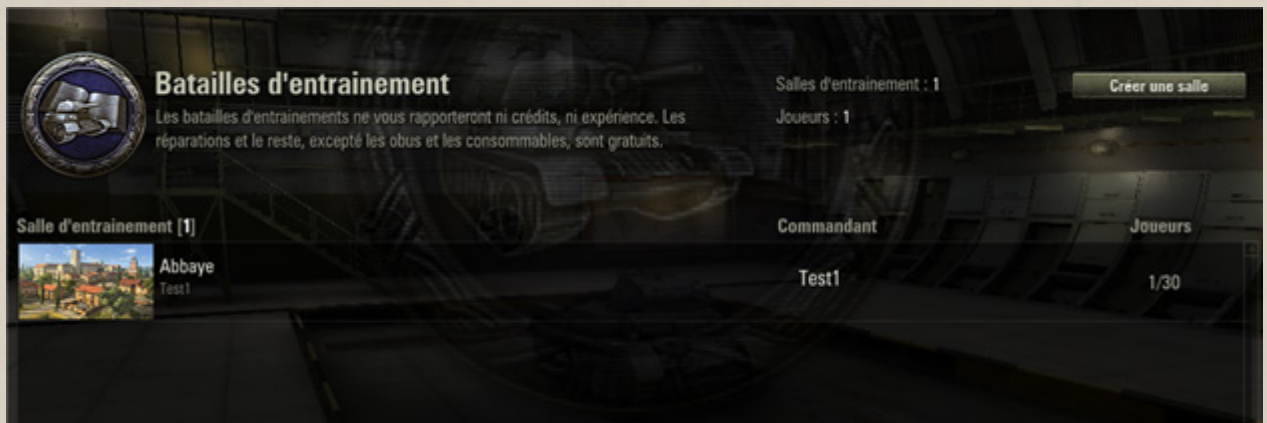 Batailles d'entrainement
Les batailles d'entrainements ne vous rapporteront ni crédits, ni expérience. Les
réparations et le reste, excepté les obus et les consommables, sont gratuits.
Salles d'entrainement : 1
Joueurs : 1
Créer une salle
Salle d'entrainement [1]
Commandant
Joueurs
Abbaye
Test1
Test1
1/30